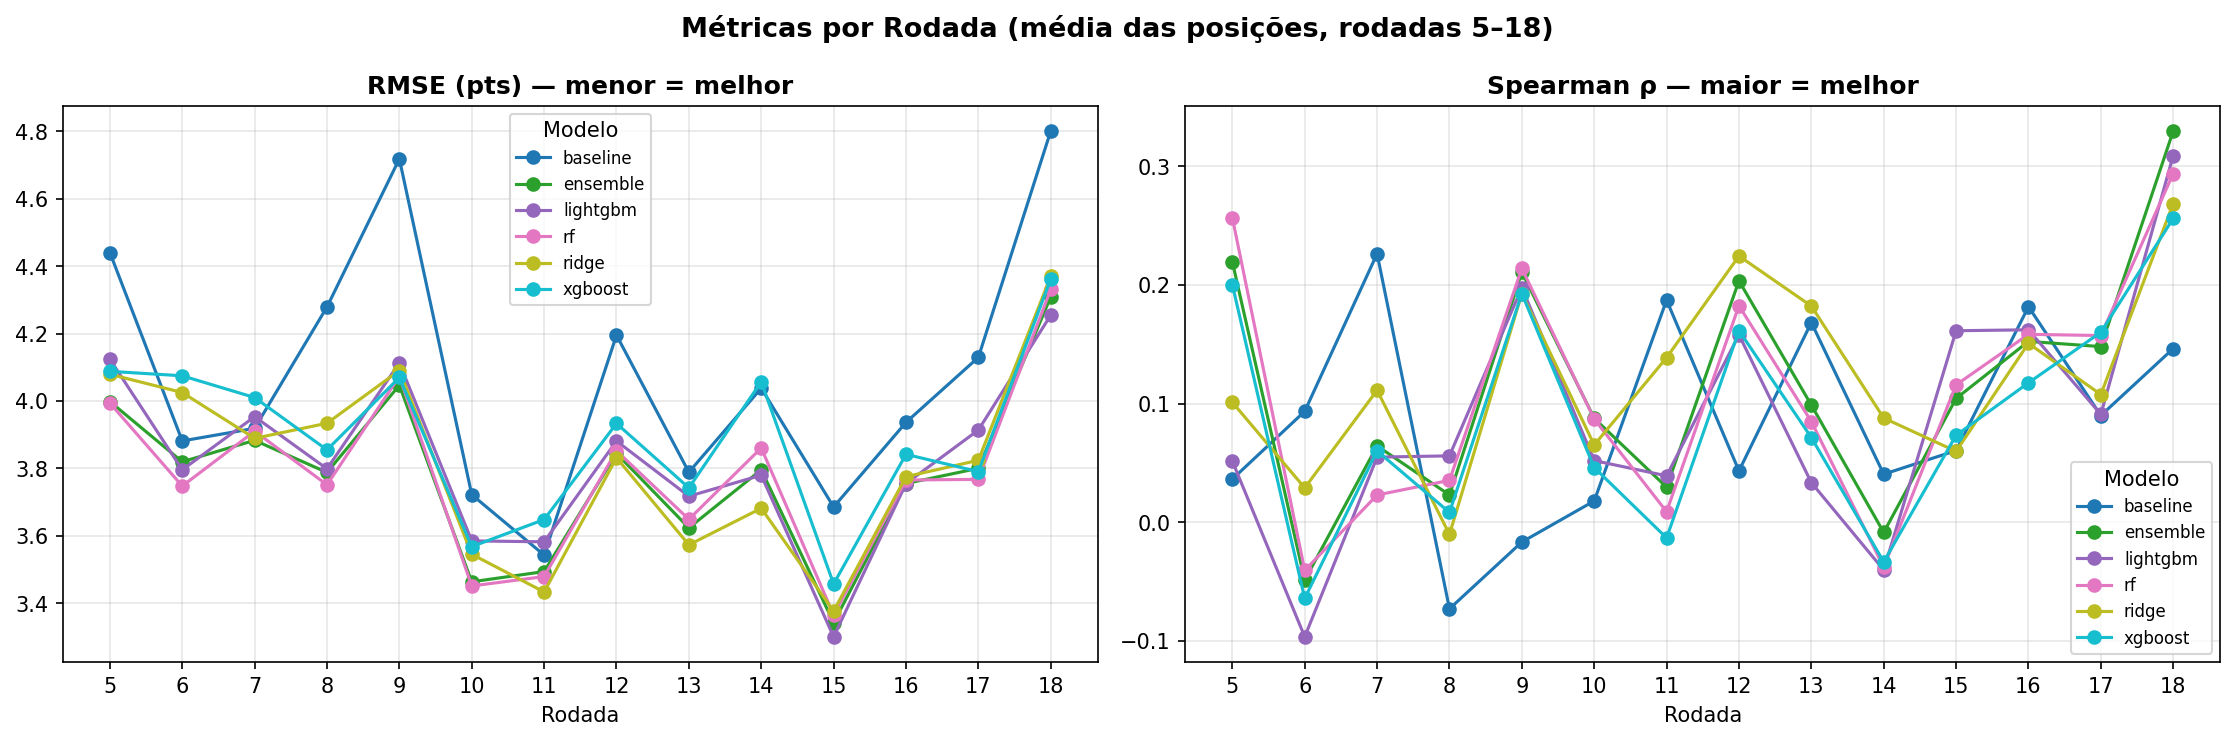 Métricas por Rodada (média das posições, rodadas 5–18)
RMSE (pts) — menor = melhor
4.8
4.6
4.4
4.2
4.0
3.8
3.6
3.4
Modelo
baseline
ensemble
lightgbm
rf
ridge
xgboost
5 6 7 8 9 10 11 12 13 14 15 16 17 18
Rodada
Spearman ρ — maior = melhor
0.3
0.2
0.1
0.0
−0.1
Modelo
baseline
ensemble
lightgbm
rf
ridge
xgboost
5 6 7 8 9 10 11 12 13 14 15 16 17 18
Rodada